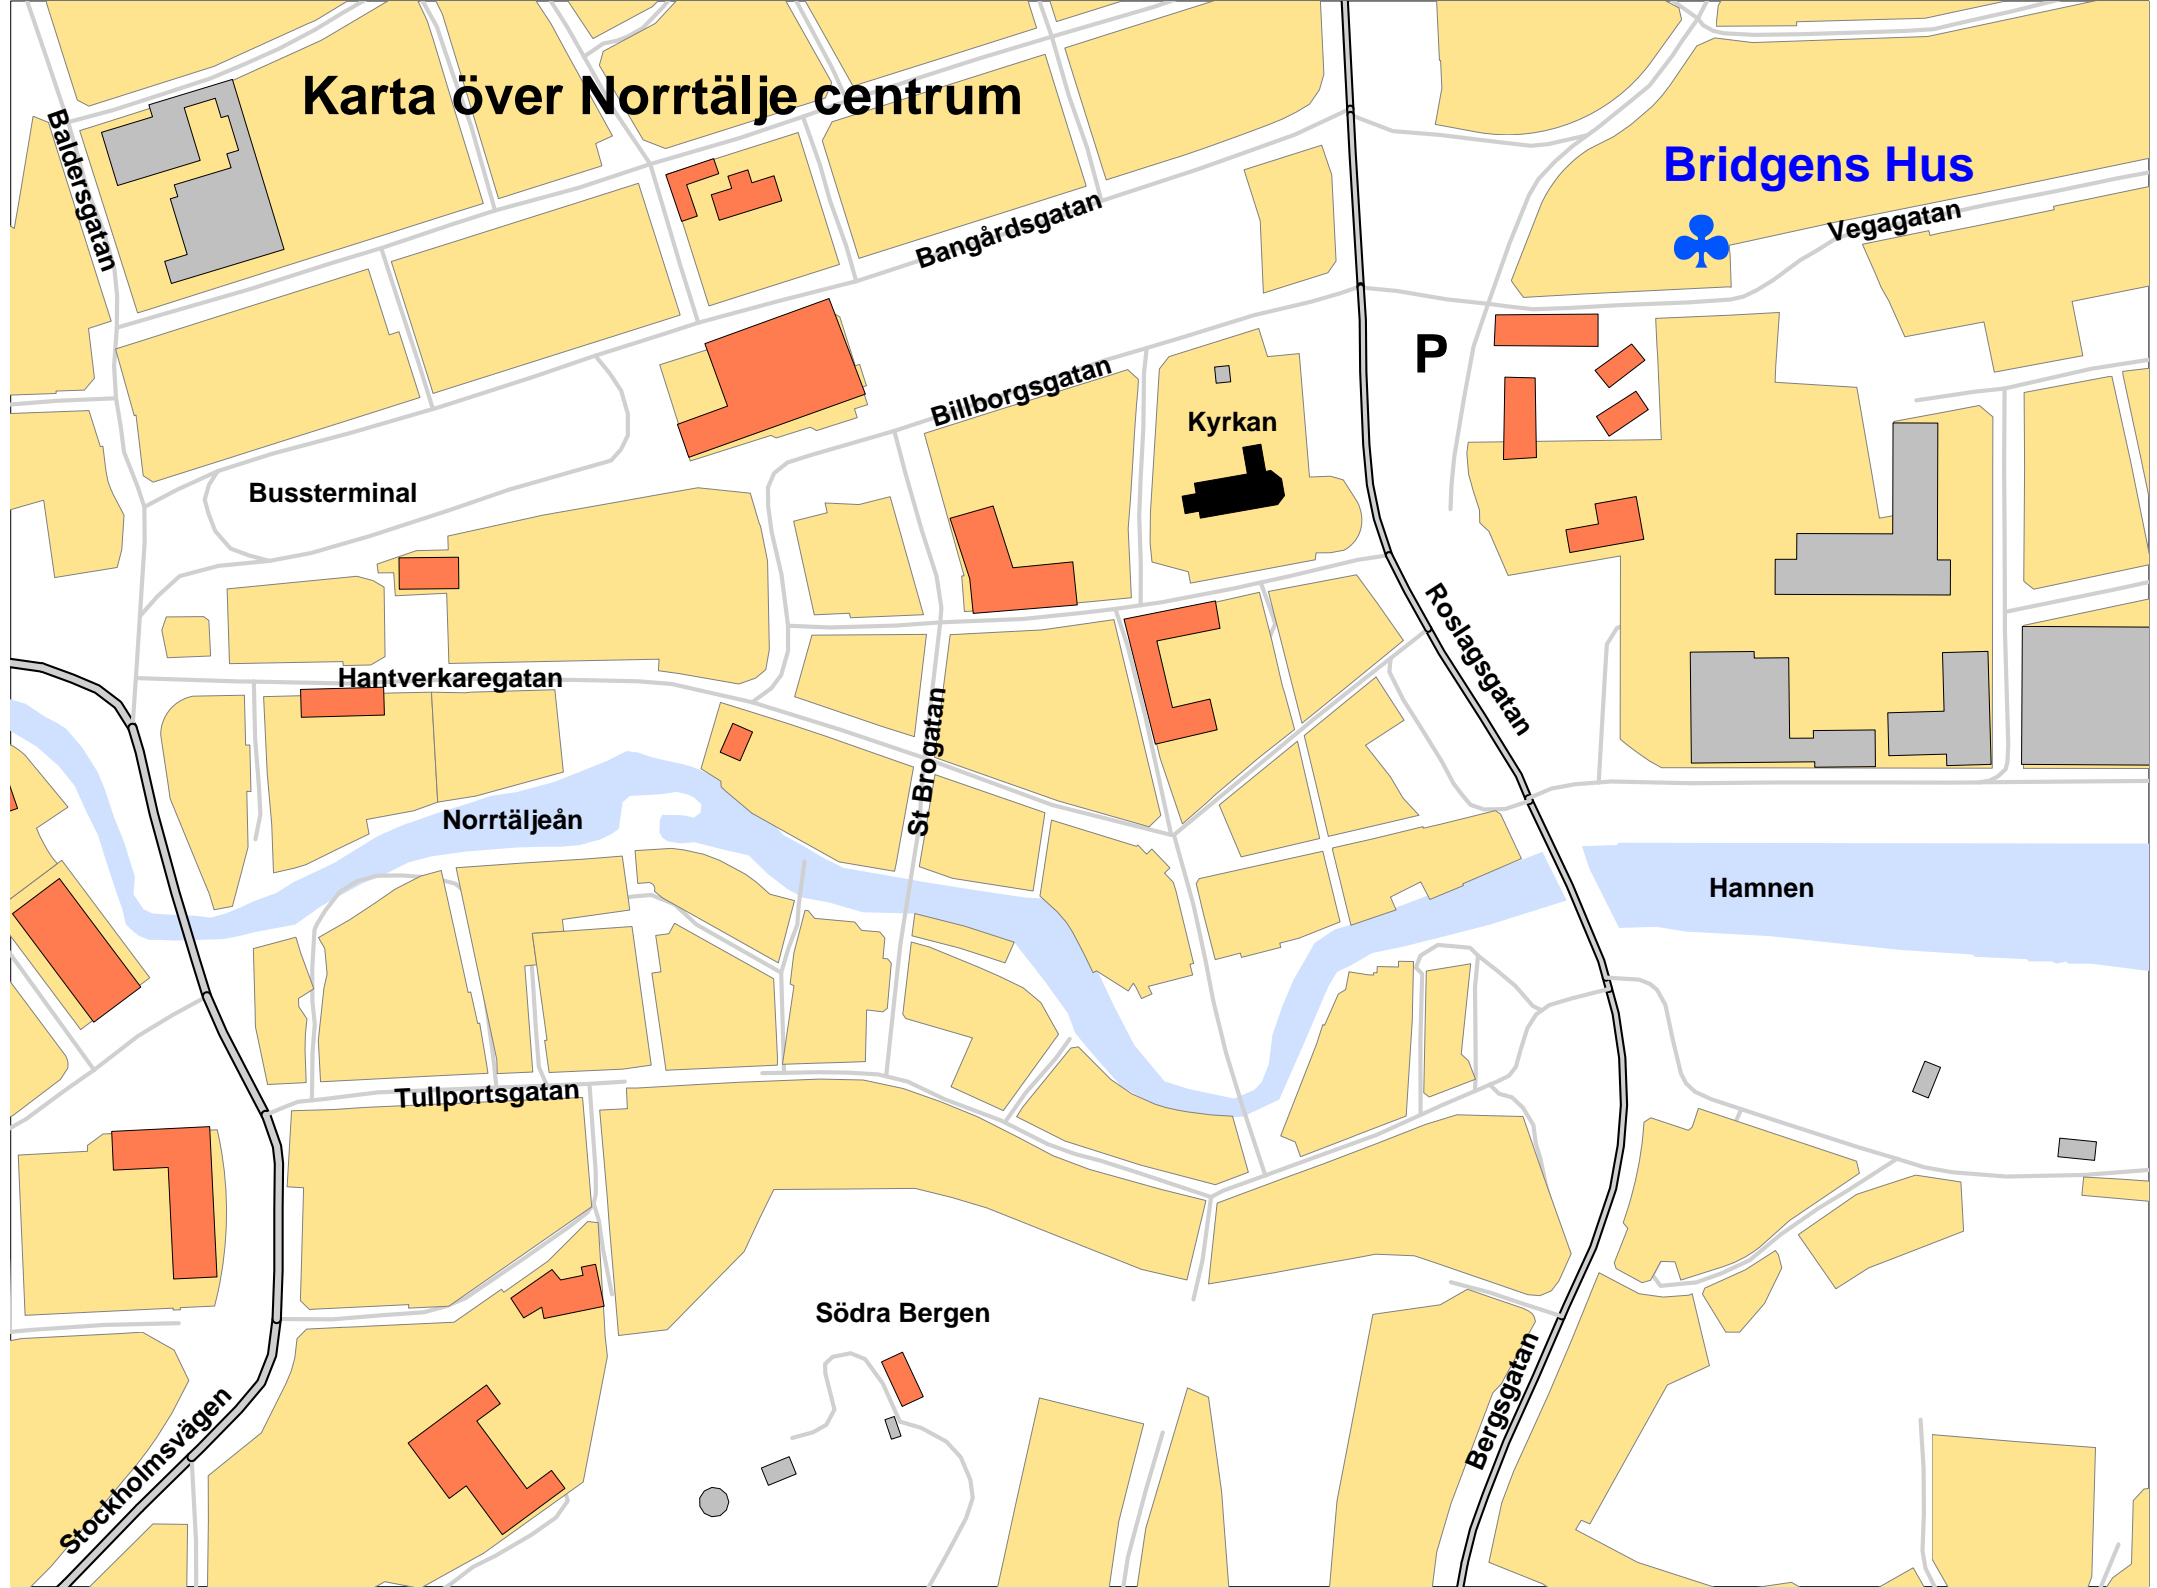 Karta över Norrtälje centrum
Baldersgatan
Bridgens Hus
Vegagatan
Bangårdsgatan
P
Billborgsgatan
Kyrkan
Bussterminal
Roslagsgatan
Hantverkaregatan
St Brogatan
Norrtäljeån
Hamnen
Tullportsgatan
Södra Bergen
Bergsgatan
Stockholmsvägen